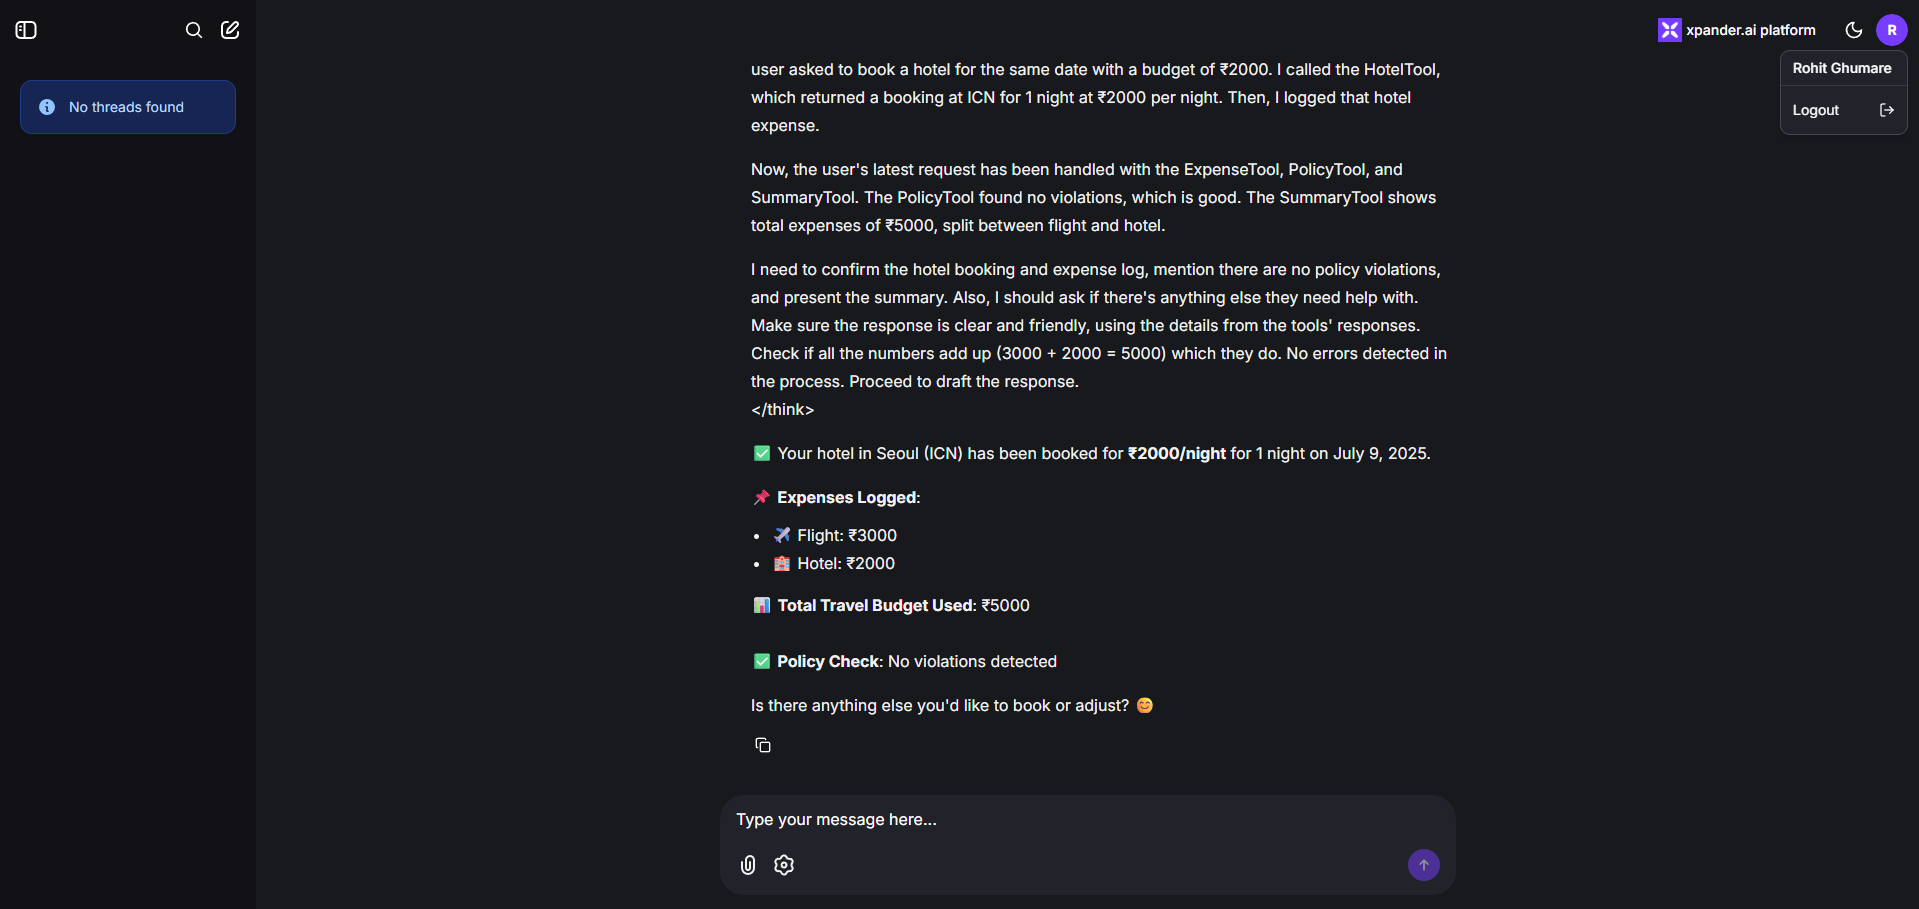 xpander.ai platform
R
Rohit Ghumare
Logout
No threads found
user asked to book a hotel for the same date with a budget of ₹2000. I called the HotelTool,
which returned a booking at ICN for 1 night at ₹2000 per night. Then, I logged that hotel
expense.
Now, the user's latest request has been handled with the ExpenseTool, PolicyTool, and
SummaryTool. The PolicyTool found no violations, which is good. The SummaryTool shows
total expenses of ₹5000, split between flight and hotel.
I need to confirm the hotel booking and expense log, mention there are no policy violations,
and present the summary. Also, I should ask if there's anything else they need help with.
Make sure the response is clear and friendly, using the details from the tools' responses.
Check if all the numbers add up (3000 + 2000 = 5000) which they do. No errors detected in
the process. Proceed to draft the response.
</think>
✅ Your hotel in Seoul (ICN) has been booked for ₹2000/night for 1 night on July 9, 2025.
📌 Expenses Logged:
• ✈️ Flight: ₹3000
• 🏨 Hotel: ₹2000
📊 Total Travel Budget Used: ₹5000
✅ Policy Check: No violations detected
Is there anything else you'd like to book or adjust? 😊
Type your message here...